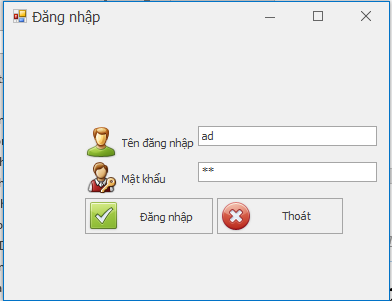 Đăng nhập
Tên đăng nhập ad
Mật khẩu **
Đăng nhập Thoát